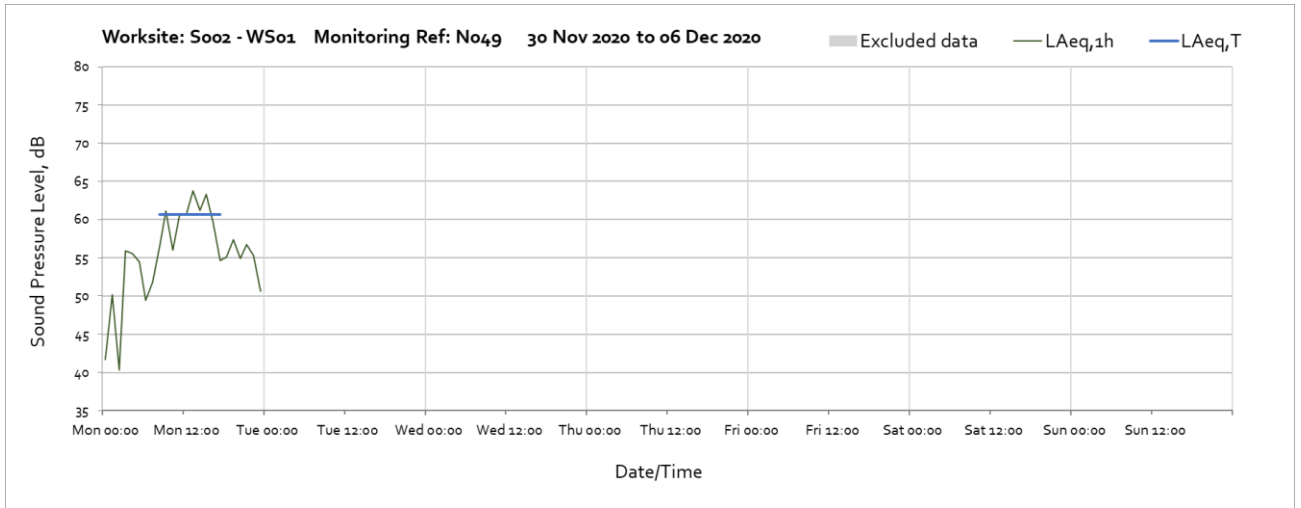 Worksite: S002 - WS01 Monitoring Ref: N049 30 Nov 2020 to 06 Dec 2020 Excluded data LAeq,1h LAeq,T
80
75
70
65
60
55
50
45
40
35
Sound Pressure Level, dB
Mon 00:00 Mon 12:00 Tue 00:00 Tue 12:00 Wed 00:00 Wed 12:00 Thu 00:00 Thu 12:00 Fri 00:00 Fri 12:00 Sat 00:00 Sat 12:00 Sun 00:00 Sun 12:00
Date/Time